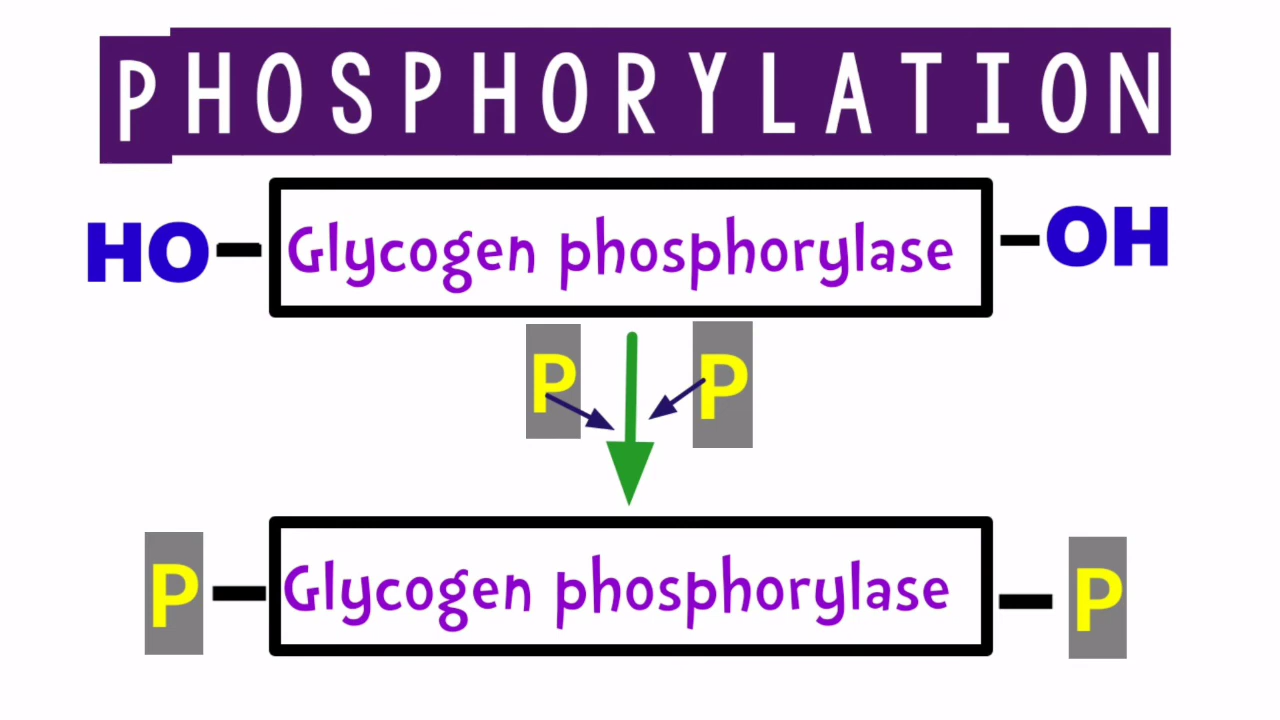 PHOSPHORYLATION
HO Glycogen phosphorylase OH
P P
P Glycogen phosphorylase P